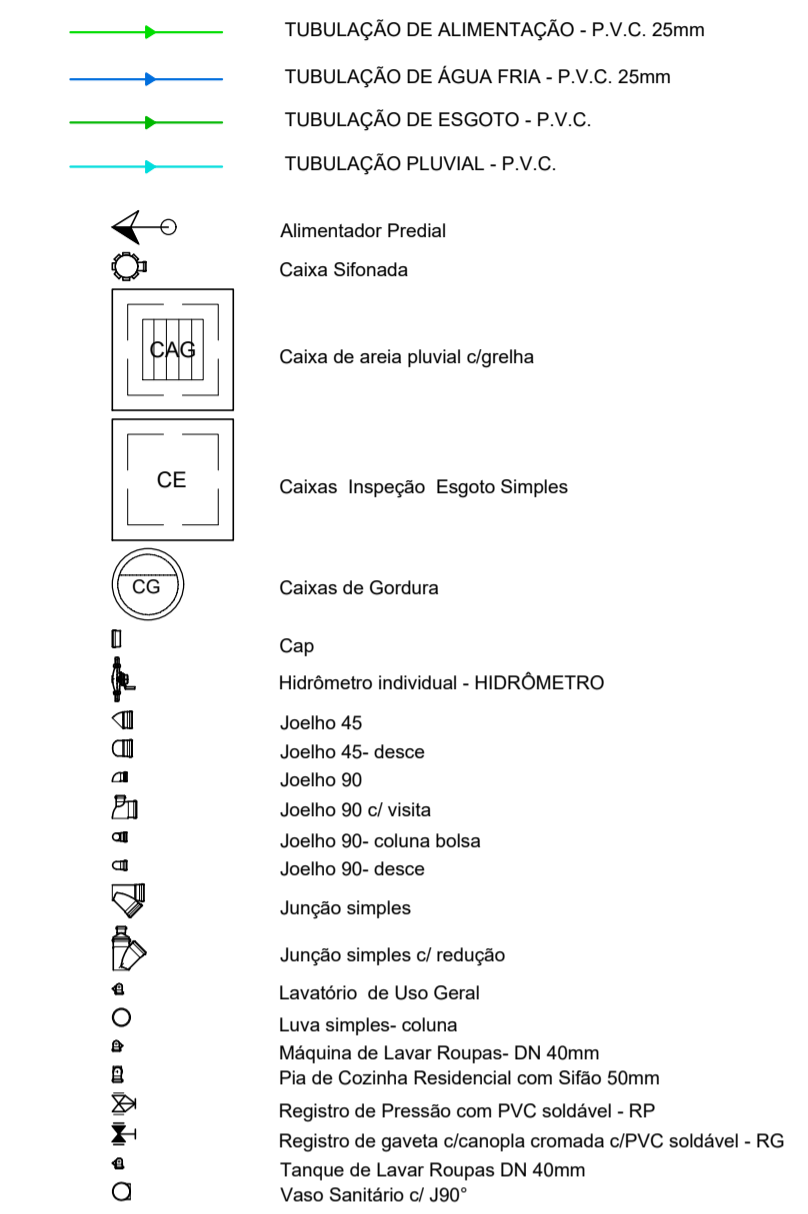 TUBULAÇÃO DE ALIMENTAÇÃO - P.V.C. 25mm
TUBULAÇÃO DE ÁGUA FRIA - P.V.C. 25mm
TUBULAÇÃO DE ESGOTO - P.V.C.
TUBULAÇÃO PLUVIAL - P.V.C.
Alimentador Predial
Caixa Sifonada
CAG Caixa de areia pluvial c/grelha
CE Caixas Inspeção Esgoto Simples
CG Caixas de Gordura
Cap
Hidrômetro individual - HIDRÔMETRO
Joelho 45
Joelho 45- desce
Joelho 90
Joelho 90 c/ visita
Joelho 90- coluna bolsa
Joelho 90- desce
Junção simples
Junção simples c/ redução
Lavatório de Uso Geral
Luva simples- coluna
Máquina de Lavar Roupas- DN 40mm
Pia de Cozinha Residencial com Sifão 50mm
Registro de Pressão com PVC soldável - RP
Registro de gaveta c/canopla cromada c/PVC soldável - RG
Tanque de Lavar Roupas DN 40mm
Vaso Sanitário c/ J90°